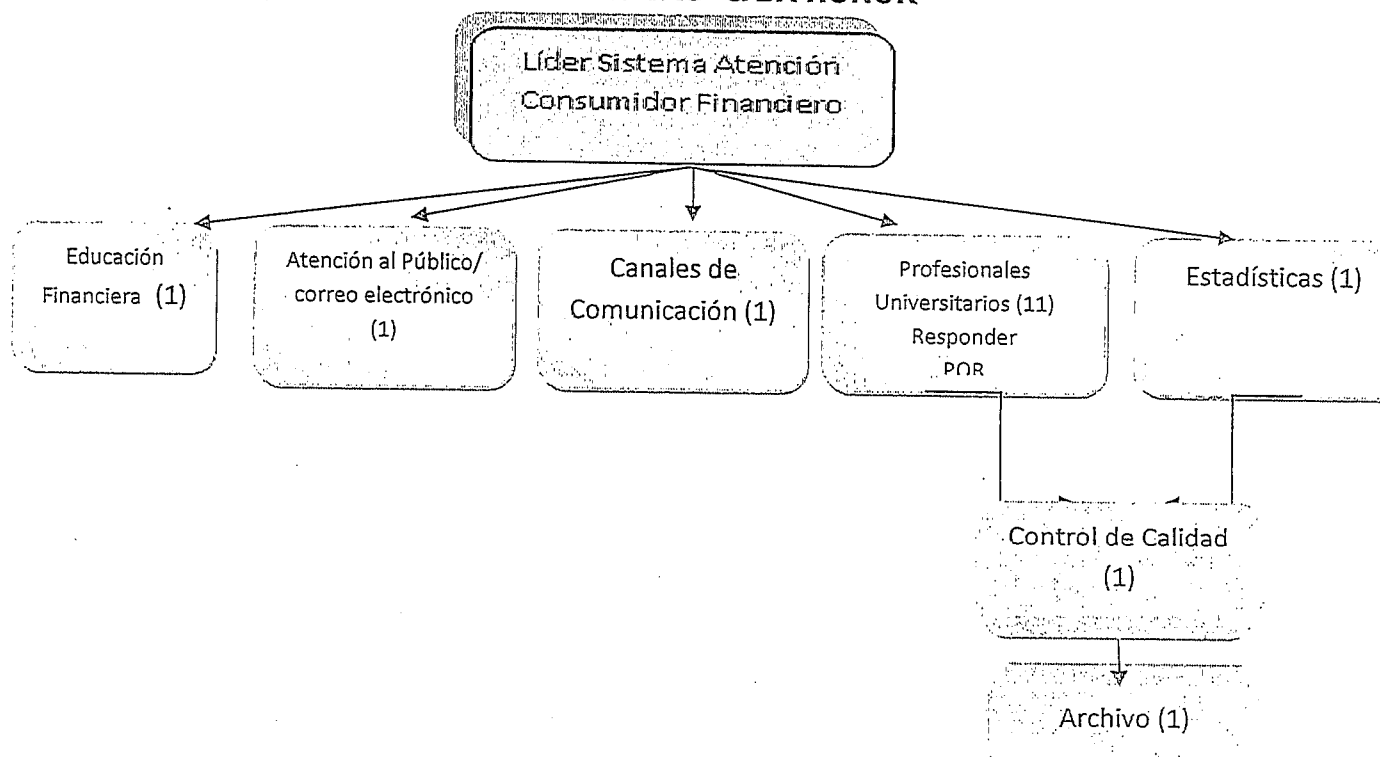 Líder Sistema Atención
Consumidor Financiero
Educación
Financiera (1)
Atención al Público/
correo electrónico
(1)
Canales de
Comunicación (1)
Profesionales
Universitarios (11)
Responder
PQR
Estadísticas (1)
Control de Calidad
(1)
Archivo (1)